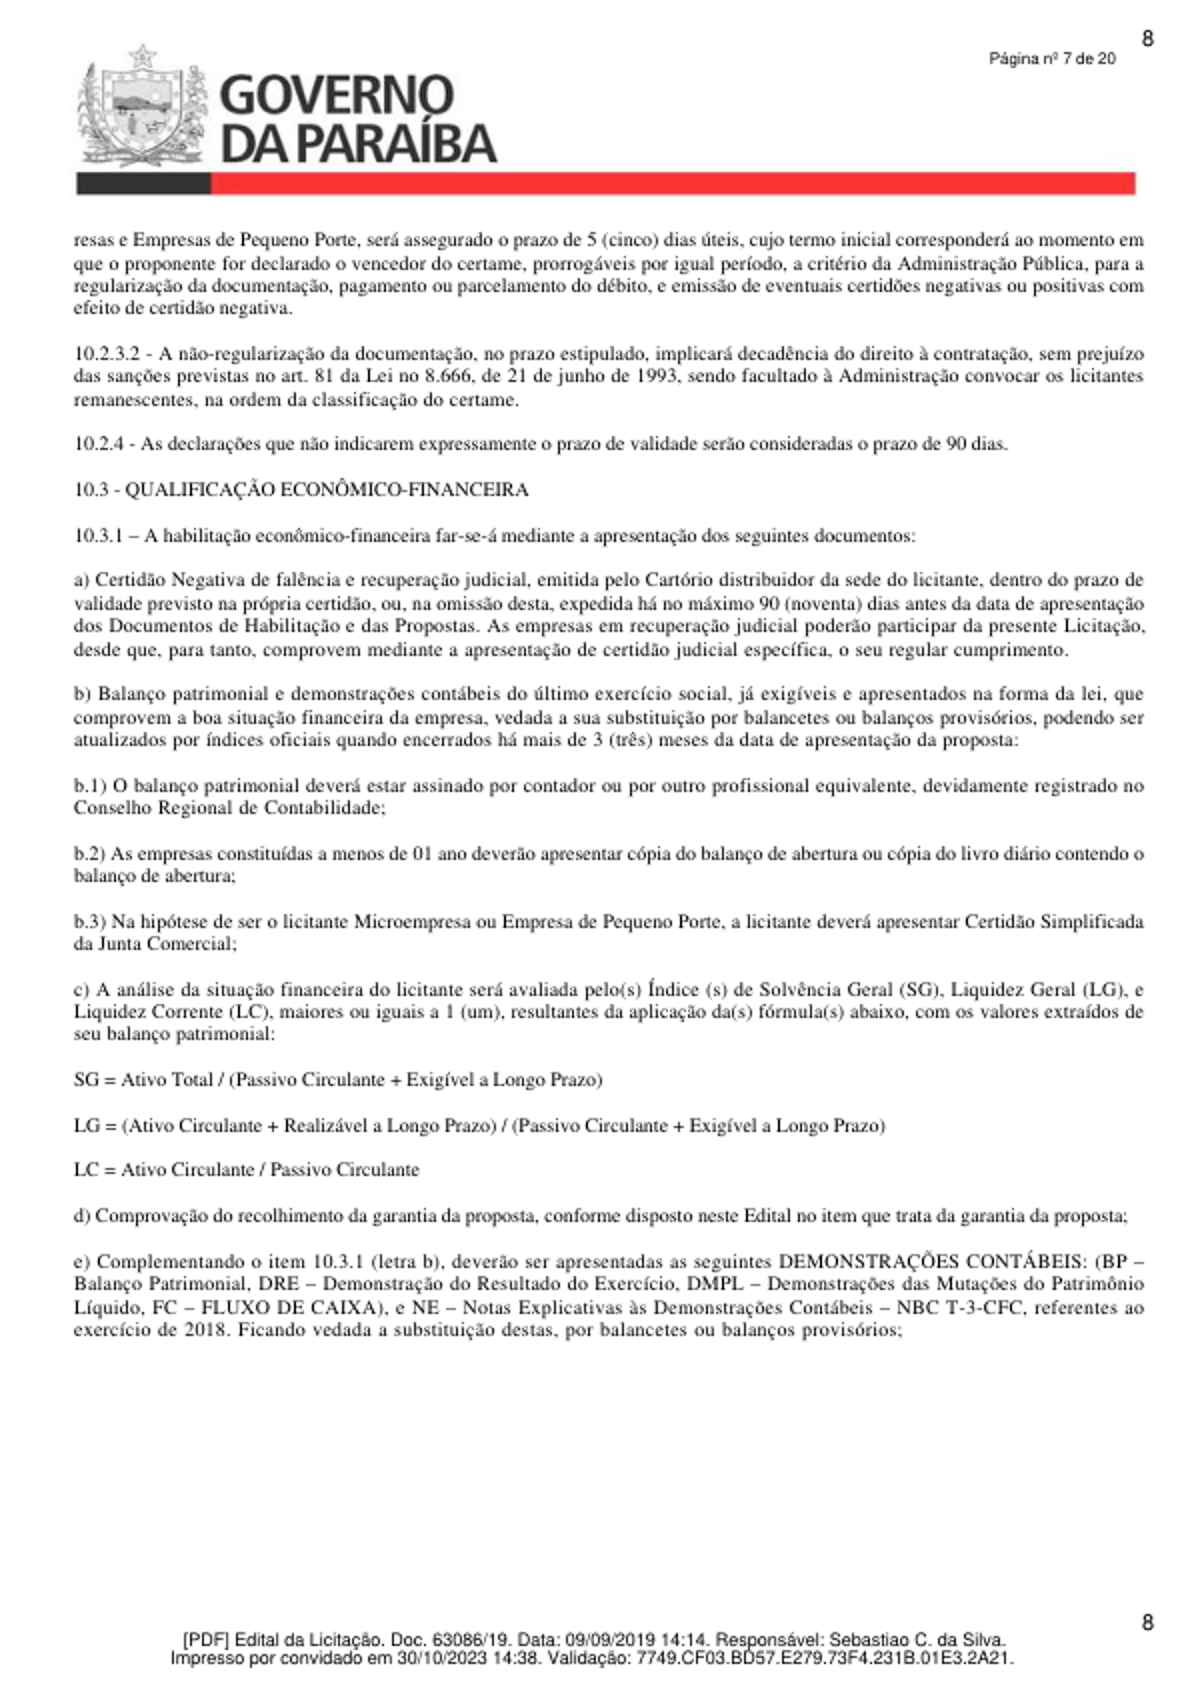 8
Página nº 7 de 20
GOVERNO
DA PARAÍBA
resas e Empresas de Pequeno Porte, será assegurado o prazo de 5 (cinco) dias úteis, cujo termo inicial corresponderá ao momento em
que o proponente for declarado o vencedor do certame, prorrogáveis por igual período, a critério da Administração Pública, para a
regularização da documentação, pagamento ou parcelamento do débito, e emissão de eventuais certidões negativas ou positivas com
efeito de certidão negativa.
10.2.3.2 - A não-regularização da documentação, no prazo estipulado, implicará decadência do direito à contratação, sem prejuízo
das sanções previstas no art. 81 da Lei no 8.666, de 21 de junho de 1993, sendo facultado à Administração convocar os licitantes
remanescentes, na ordem da classificação do certame.
10.2.4 - As declarações que não indicarem expressamente o prazo de validade serão consideradas o prazo de 90 dias.
10.3 - QUALIFICAÇÃO ECONÔMICO-FINANCEIRA
10.3.1 – A habilitação econômico-financeira far-se-á mediante a apresentação dos seguintes documentos:
a) Certidão Negativa de falência e recuperação judicial, emitida pelo Cartório distribuidor da sede do licitante, dentro do prazo de
validade previsto na própria certidão, ou, na omissão desta, expedida há no máximo 90 (noventa) dias antes da data de apresentação
dos Documentos de Habilitação e das Propostas. As empresas em recuperação judicial poderão participar da presente Licitação,
desde que, para tanto, comprovem mediante a apresentação de certidão judicial específica, o seu regular cumprimento.
b) Balanço patrimonial e demonstrações contábeis do último exercício social, já exigíveis e apresentados na forma da lei, que
comprovem a boa situação financeira da empresa, vedada a sua substituição por balancetes ou balanços provisórios, podendo ser
atualizados por índices oficiais quando encerrados há mais de 3 (três) meses da data de apresentação da proposta:
b.1) O balanço patrimonial deverá estar assinado por contador ou por outro profissional equivalente, devidamente registrado no
Conselho Regional de Contabilidade;
b.2) As empresas constituídas a menos de 01 ano deverão apresentar cópia do balanço de abertura ou cópia do livro diário contendo o
balanço de abertura;
b.3) Na hipótese de ser o licitante Microempresa ou Empresa de Pequeno Porte, a licitante deverá apresentar Certidão Simplificada
da Junta Comercial;
c) A análise da situação financeira do licitante será avaliada pelo(s) Índice (s) de Solvência Geral (SG), Liquidez Geral (LG), e
Liquidez Corrente (LC), maiores ou iguais a 1 (um), resultantes da aplicação da(s) fórmula(s) abaixo, com os valores extraídos de
seu balanço patrimonial:
SG = Ativo Total / (Passivo Circulante + Exigível a Longo Prazo)
LG = (Ativo Circulante + Realizável a Longo Prazo) / (Passivo Circulante + Exigível a Longo Prazo)
LC = Ativo Circulante / Passivo Circulante
d) Comprovação do recolhimento da garantia da proposta, conforme disposto neste Edital no item que trata da garantia da proposta;
e) Complementando o item 10.3.1 (letra b), deverão ser apresentadas as seguintes DEMONSTRAÇÕES CONTÁBEIS: (BP –
Balanço Patrimonial, DRE – Demonstração do Resultado do Exercício, DMPL – Demonstrações das Mutações do Patrimônio
Líquido, FC – FLUXO DE CAIXA), e NE – Notas Explicativas às Demonstrações Contábeis – NBC T-3-CFC, referentes ao
exercício de 2018. Ficando vedada a substituição destas, por balancetes ou balanços provisórios;
8
[PDF] Edital da Licitação. Doc. 63086/19. Data: 09/09/2019 14:14. Responsável: Sebastiao C. da Silva.
Impresso por convidado em 30/10/2023 14:38. Validação: 7749.CF03.BD57.E279.73F4.231B.01E3.2A21.